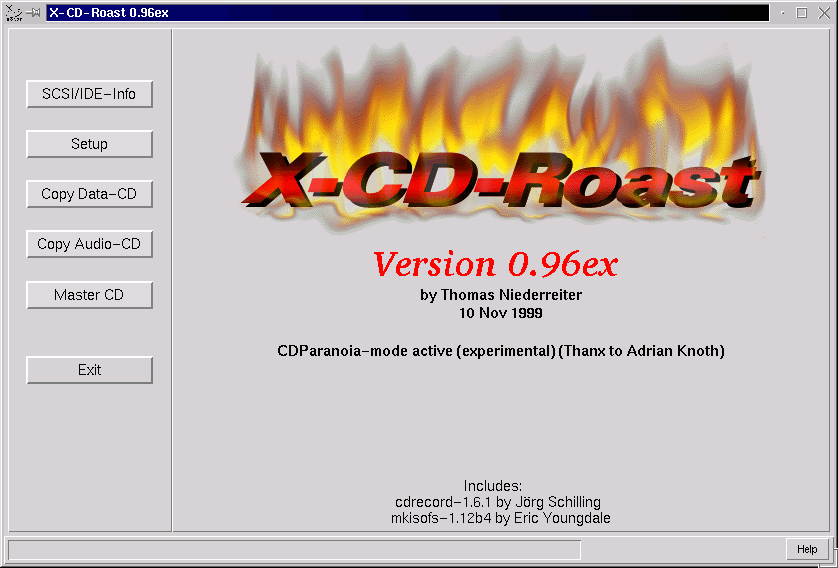 X-CD-Roast 0.96ex
SCSI/IDE-Info
Setup
Copy Data-CD
Copy Audio-CD
Master CD
Exit
X-CD-Roast
Version 0.96ex
by Thomas Niederreiter
10 Nov 1999
CDParanoia-mode active (experimental) (Thanx to Adrian Knoth)
Includes:
cdrecord-1.6.1 by Jörg Schilling
mkisofs-1.12b4 by Eric Youngdale
Help